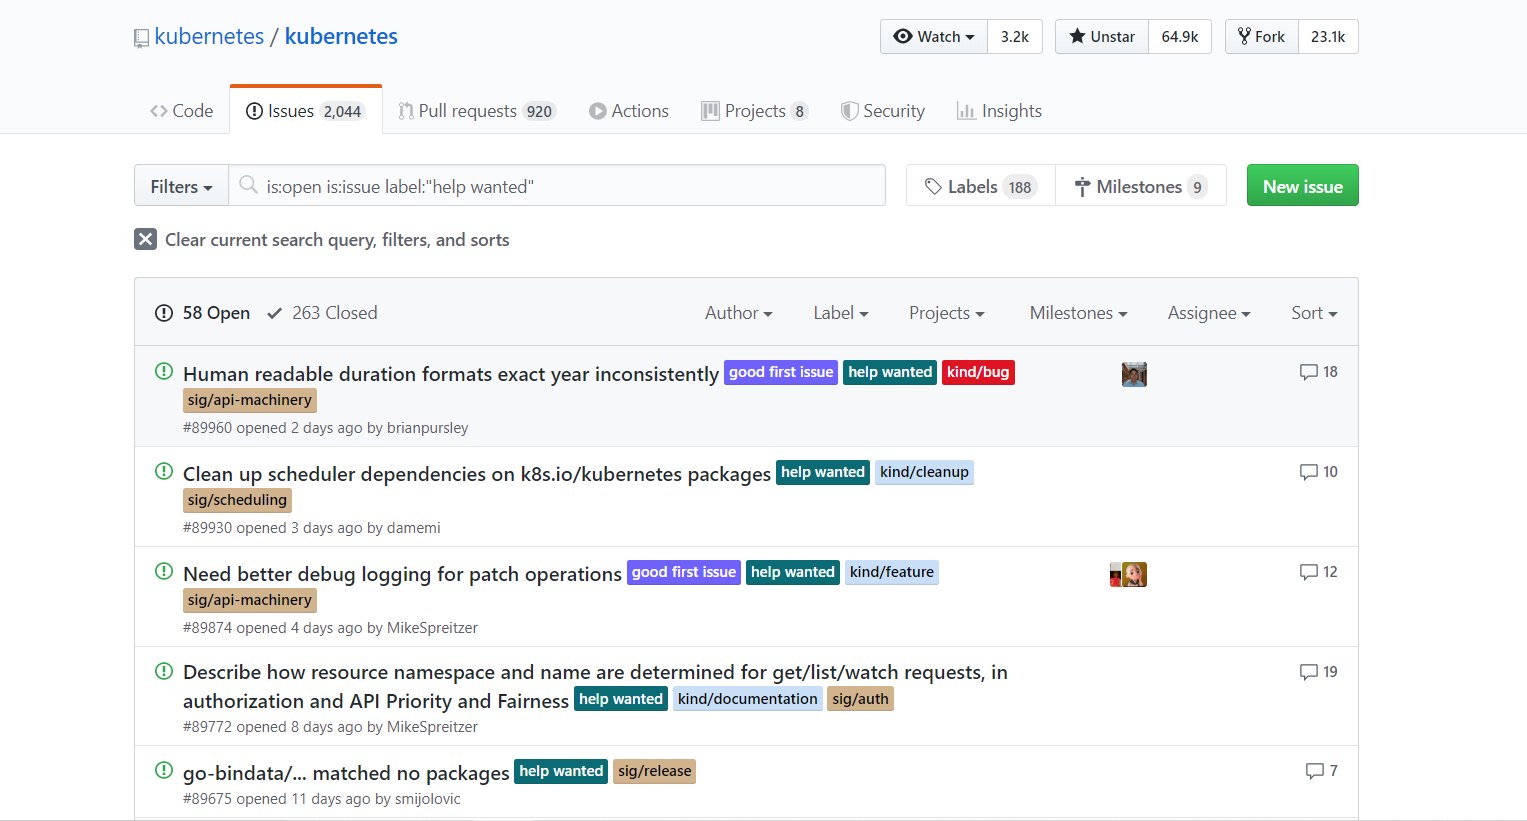 kubernetes / kubernetes
Watch 3.2k Unstar 64.9k Fork 23.1k
Code Issues 2,044 Pull requests 920 Actions Projects 8 Security Insights
Filters is:open is:issue label:"help wanted" Labels 188 Milestones 9 New issue
Clear current search query, filters, and sorts
58 Open 263 Closed Author Label Projects Milestones Assignee Sort
Human readable duration formats exact year inconsistently good first issue help wanted kind/bug 18
sig/api-machinery
#89960 opened 2 days ago by brianpursley
Clean up scheduler dependencies on k8s.io/kubernetes packages help wanted kind/cleanup 10
sig/scheduling
#89930 opened 3 days ago by damemi
Need better debug logging for patch operations good first issue help wanted kind/feature 12
sig/api-machinery
#89874 opened 4 days ago by MikeSpreitzer
Describe how resource namespace and name are determined for get/list/watch requests, in 19
authorization and API Priority and Fairness help wanted kind/documentation sig/auth
#89772 opened 8 days ago by MikeSpreitzer
go-bindata/... matched no packages help wanted sig/release 7
#89675 opened 11 days ago by smijolovic